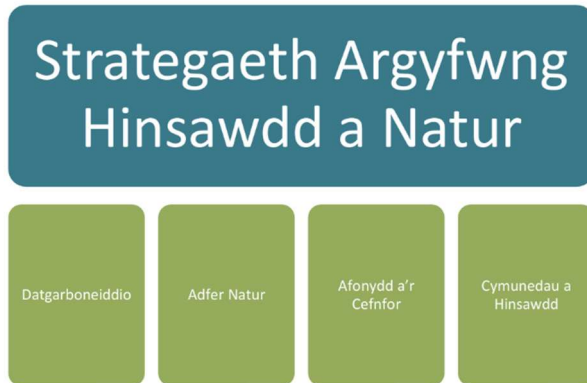 Strategaeth Argyfwng
Hinsawdd a Natur
Datgarboneiddio
Adfer Natur
Afonydd a'r
Cefnfor
Cymunedau a
Hinsawdd